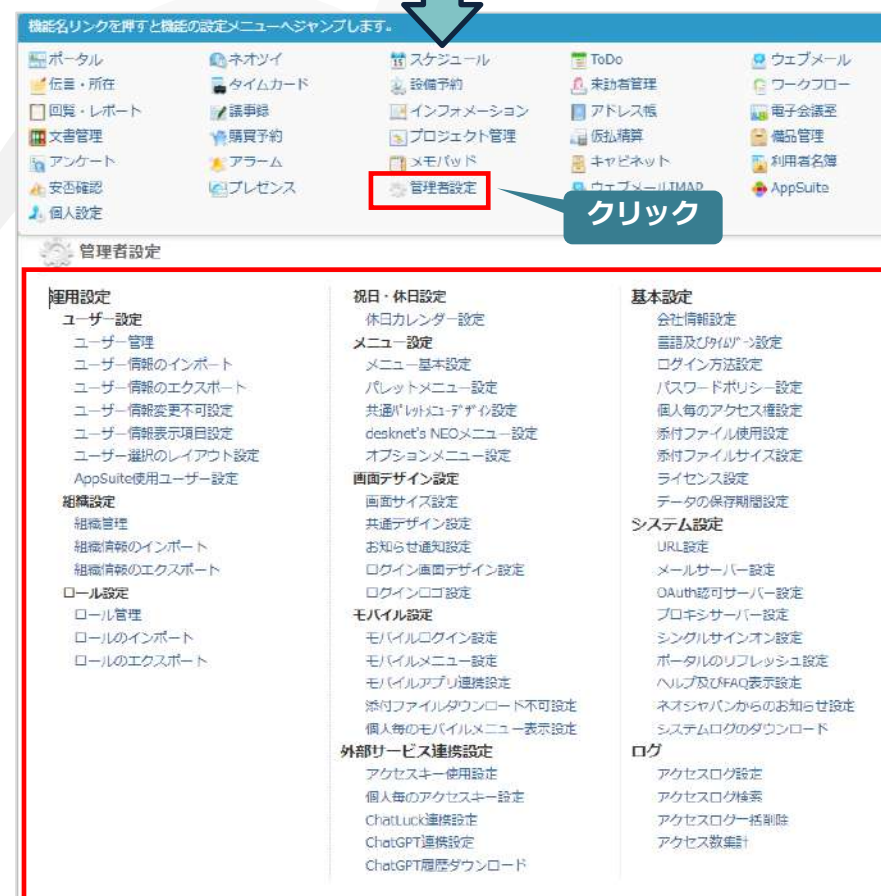 機能名リンクを押すと機能の設定メニューへジャンプします。
ポータル ネオツイ スケジュール ToDo ウェブメール
伝言・所在 タイムカード 設備予約 来訪者管理 ワークフロー
回覧・レポート 議事録 インフォメーション アドレス帳 電子会議室
文書管理 購買予約 プロジェクト管理 仮払精算 備品管理
アンケート アラーム メモパッド キャビネット 利用者名簿
安否確認 プレゼンス 管理者設定 ウェブメールIMAP AppSuite
個人設定
クリック
管理者設定
運用設定
ユーザー設定
ユーザー管理
ユーザー情報のインポート
ユーザー情報のエクスポート
ユーザー情報変更不可設定
ユーザー情報表示項目設定
ユーザー選択のレイアウト設定
AppSuite使用ユーザー設定
組織設定
組織管理
組織情報のインポート
組織情報のエクスポート
ロール設定
ロール管理
ロールのインポート
ロールのエクスポート
祝日・休日設定
休日カレンダー設定
メニュー設定
メニュー基本設定
パレットメニュー設定
共通パレットメニューデザイン設定
desknet's NEOメニュー設定
オプションメニュー設定
画面デザイン設定
画面サイズ設定
共通デザイン設定
お知らせ通知設定
ログイン画面デザイン設定
ログインロゴ設定
モバイル設定
モバイルログイン設定
モバイルメニュー設定
モバイルアプリ連携設定
添付ファイルダウンロード不可設定
個人毎のモバイルメニュー表示設定
外部サービス連携設定
アクセスキー使用設定
個人毎のアクセスキー設定
ChatLuck連携設定
ChatGPT連携設定
ChatGPT履歴ダウンロード
基本設定
会社情報設定
言語及びタイムゾーン設定
ログイン方法設定
パスワードポリシー設定
個人毎のアクセス権設定
添付ファイル使用設定
添付ファイルサイズ設定
ライセンス設定
データの保存期間設定
システム設定
URL設定
メールサーバー設定
OAuth認可サーバー設定
プロキシサーバー設定
シングルサインオン設定
ポータルのリフレッシュ設定
ヘルプ及びFAQ表示設定
ネオジャパンからのお知らせ設定
システムログのダウンロード
ログ
アクセスログ設定
アクセスログ検索
アクセスログ一括削除
アクセス数集計